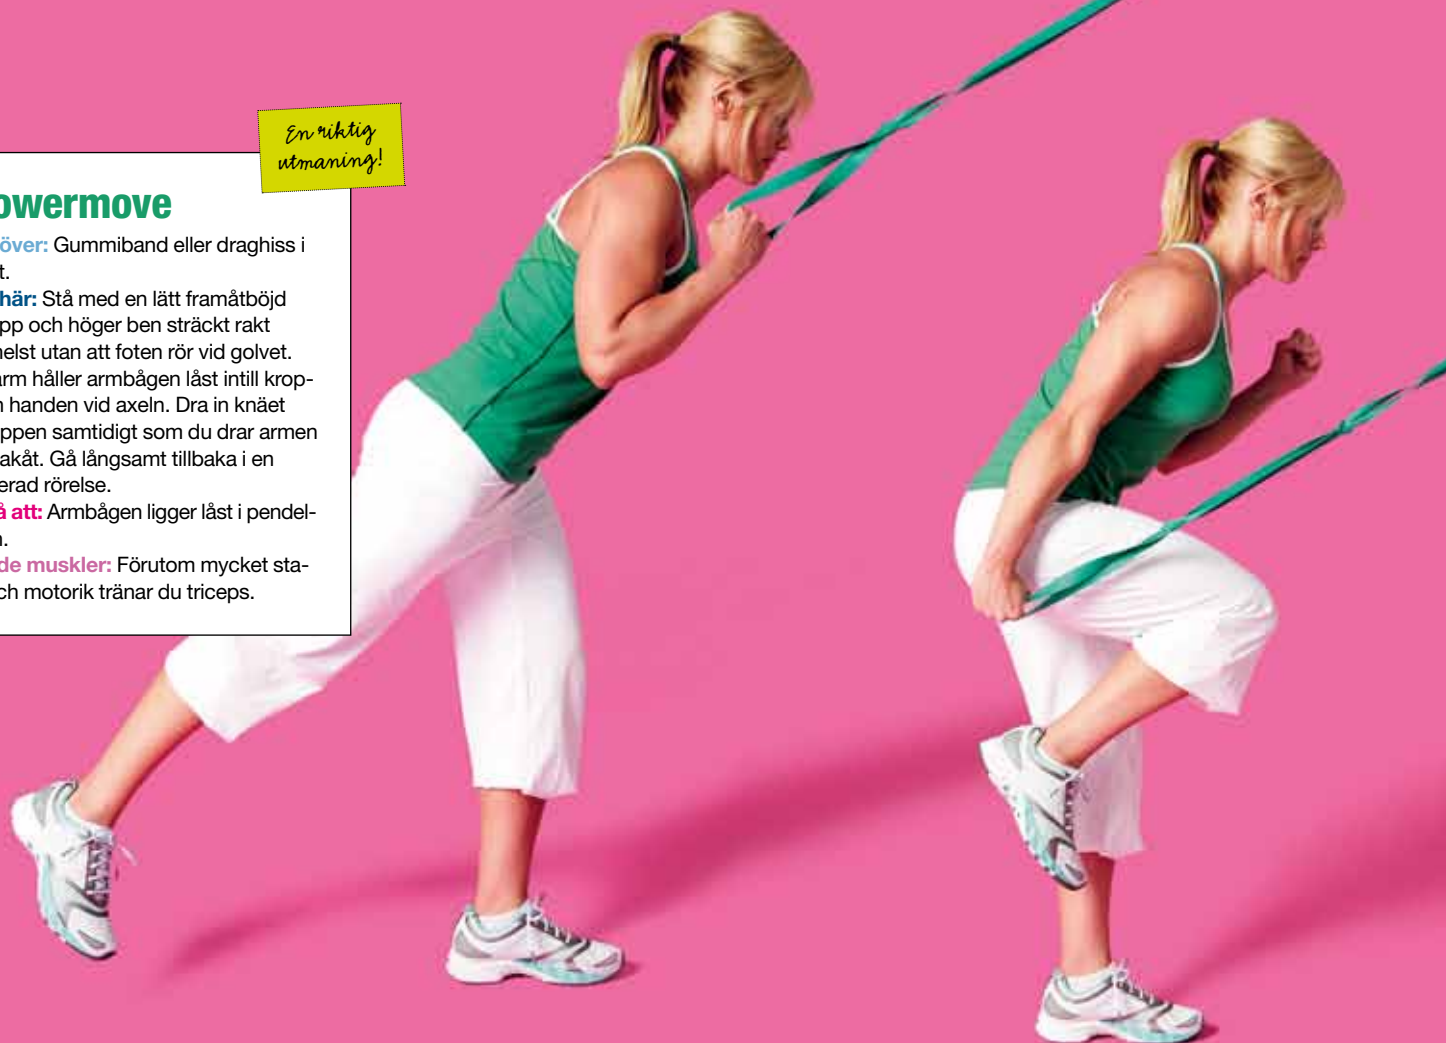 En riktig
utmaning!
owermove
över: Gummiband eller draghiss i
t.
här: Stå med en lätt framåtböjd
pp och höger ben sträckt rakt
helst utan att foten rör vid golvet.
arm håller armbågen låst intill krop-
n handen vid axeln. Dra in knäet
ppen samtidigt som du drar armen
akåt. Gå långsamt tillbaka i en
erad rörelse.
å att: Armbågen ligger låst i pendel-
n.
de muskler: Förutom mycket sta-
ch motorik tränar du triceps.